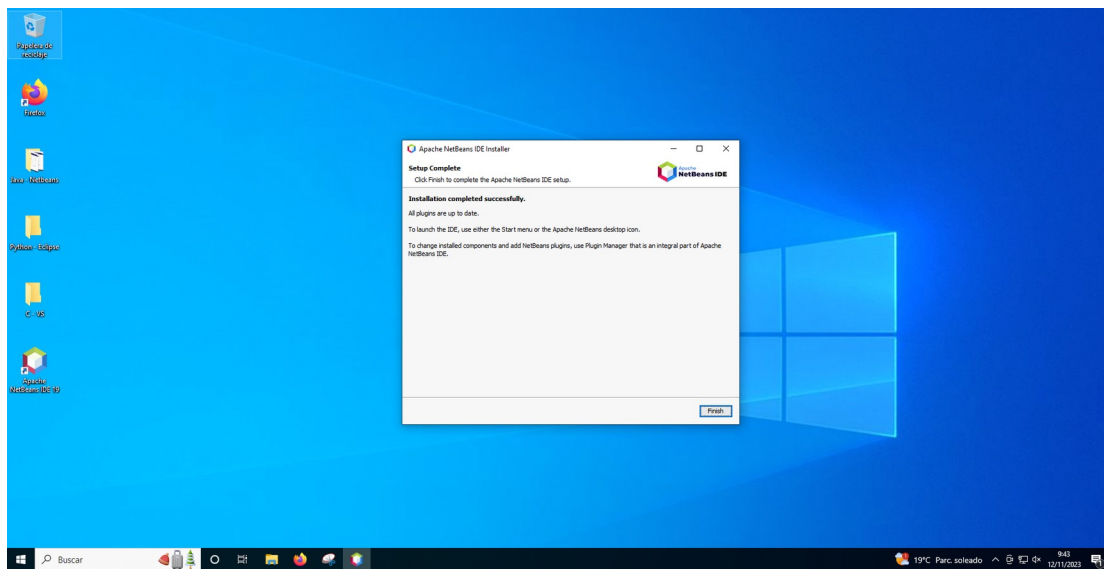 Papelera de
reciclaje
Firefox
Java - Netbeans
Python - Eclipse
C - VS
Apache
NetBeans IDE 19
Apache NetBeans IDE Installer
Setup Complete
Click Finish to complete the Apache NetBeans IDE setup.
Apache
NetBeans IDE
Installation completed successfully.
All plugins are up to date.
To launch the IDE, use either the Start menu or the Apache NetBeans desktop icon.
To change installed components and add NetBeans plugins, use Plugin Manager that is an integral part of Apache
NetBeans IDE.
Finish
Buscar
19°C Parc. soleado
9:43
12/11/2023